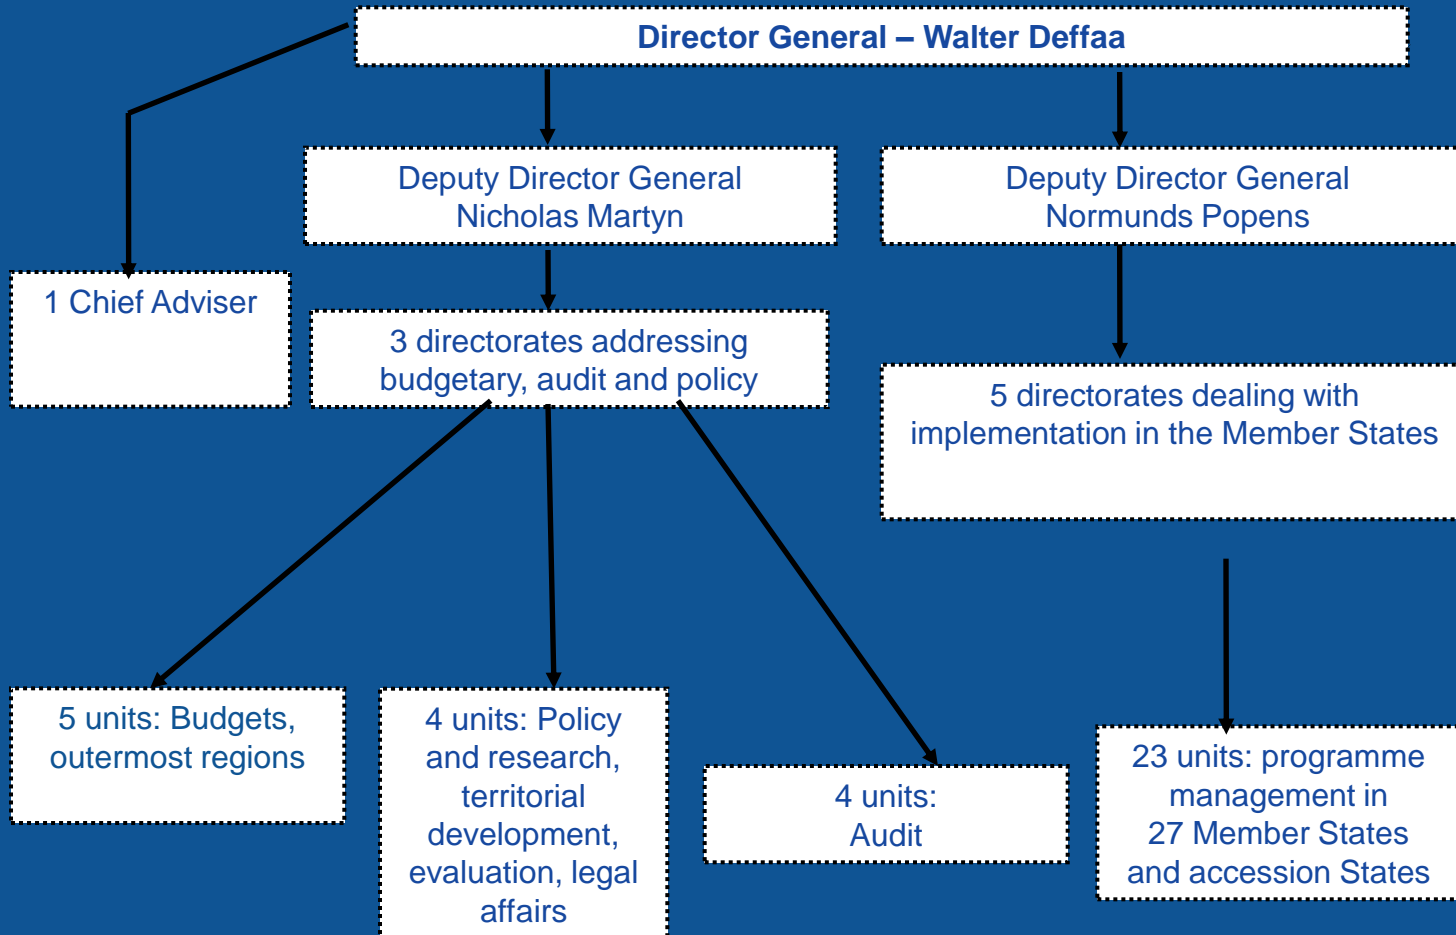 Director General – Walter Deffaa
Deputy Director General
Nicholas Martyn
Deputy Director General
Normunds Popens
1 Chief Adviser
3 directorates addressing
budgetary, audit and policy
5 directorates dealing with
implementation in the Member States
5 units: Budgets,
outermost regions
4 units: Policy
and research,
territorial
development,
evaluation, legal
affairs
4 units:
Audit
23 units: programme
management in
27 Member States
and accession States